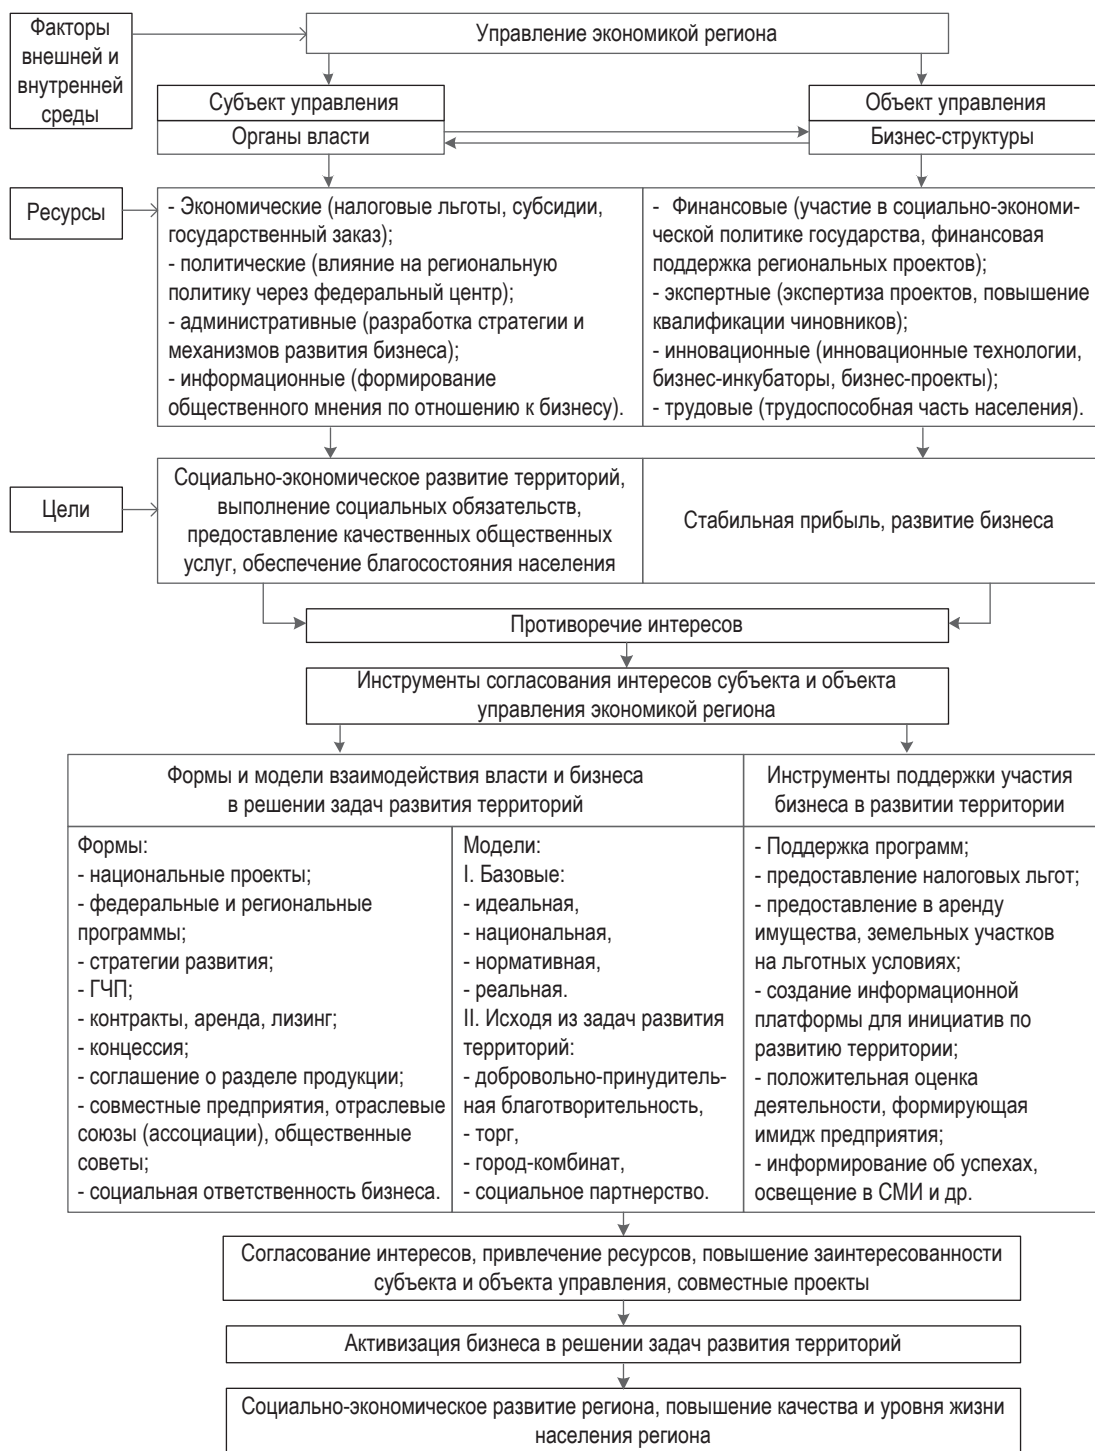 Факторы
внешней и
внутренней
среды
Управление экономикой региона
Субъект управления
Объект управления
Органы власти
Бизнес-структуры
Ресурсы
- Экономические (налоговые льготы, субсидии,
государственный заказ);
- политические (влияние на региональную
политику через федеральный центр);
- административные (разработка стратегии и
механизмов развития бизнеса);
- информационные (формирование
общественного мнения по отношению к бизнесу).
- Финансовые (участие в социально-экономи-
ческой политике государства, финансовая
поддержка региональных проектов);
- экспертные (экспертиза проектов, повышение
квалификации чиновников);
- инновационные (инновационные технологии,
бизнес-инкубаторы, бизнес-проекты);
- трудовые (трудоспособная часть населения).
Цели
Социально-экономическое развитие территорий,
выполнение социальных обязательств,
предоставление качественных общественных
услуг, обеспечение благосостояния населения
Стабильная прибыль, развитие бизнеса
Противоречие интересов
Инструменты согласования интересов субъекта и объекта
управления экономикой региона
Формы и модели взаимодействия власти и бизнеса
в решении задач развития территорий
Инструменты поддержки участия
бизнеса в развитии территории
Формы:
- национальные проекты;
- федеральные и региональные
программы;
- стратегии развития;
- ГЧП;
- контракты, аренда, лизинг;
- концессия;
- соглашение о разделе продукции;
- совместные предприятия, отраслевые
союзы (ассоциации), общественные
советы;
- социальная ответственность бизнеса.
Модели:
I. Базовые:
- идеальная,
- национальная,
- нормативная,
- реальная.
II. Исходя из задач развития
территорий:
- добровольно-принудитель-
ная благотворительность,
- торг,
- город-комбинат,
- социальное партнерство.
- Поддержка программ;
- предоставление налоговых льгот;
- предоставление в аренду
имущества, земельных участков
на льготных условиях;
- создание информационной
платформы для инициатив по
развитию территории;
- положительная оценка
деятельности, формирующая
имидж предприятия;
- информирование об успехах,
освещение в СМИ и др.
Согласование интересов, привлечение ресурсов, повышение заинтересованности
субъекта и объекта управления, совместные проекты
Активизация бизнеса в решении задач развития территорий
Социально-экономическое развитие региона, повышение качества и уровня жизни
населения региона